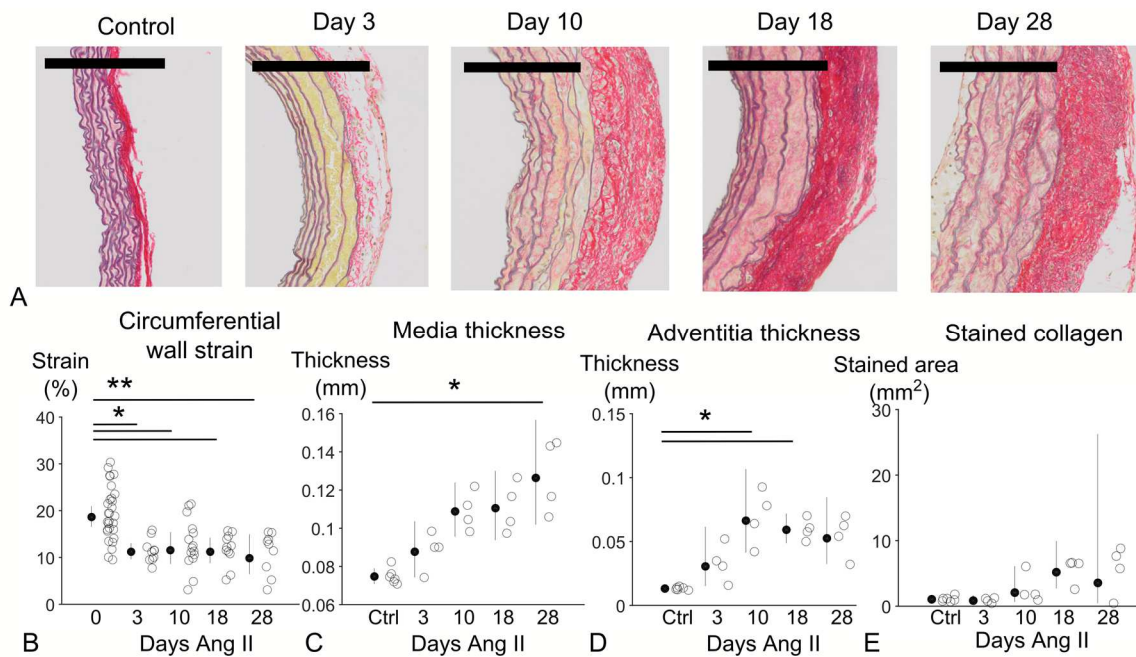 Control
Day 3
Day 10
Day 18
Day 28
A
Circumferential
wall strain
Strain
(%)
**
*
40
30
20
10
0
0
3
10
18
28
Days Ang II
B
Media thickness
Thickness
(mm)
*
0.16
0.14
0.12
0.1
0.08
0.06
Ctrl
3
10
18
28
Days Ang II
C
Adventitia thickness
Thickness
(mm)
*
0.15
0.1
0.05
0
Ctrl
3
10
18
28
Days Ang II
D
Stained collagen
Stained area
(mm²)
30
20
10
0
Ctrl
3
10
18
28
Days Ang II
E